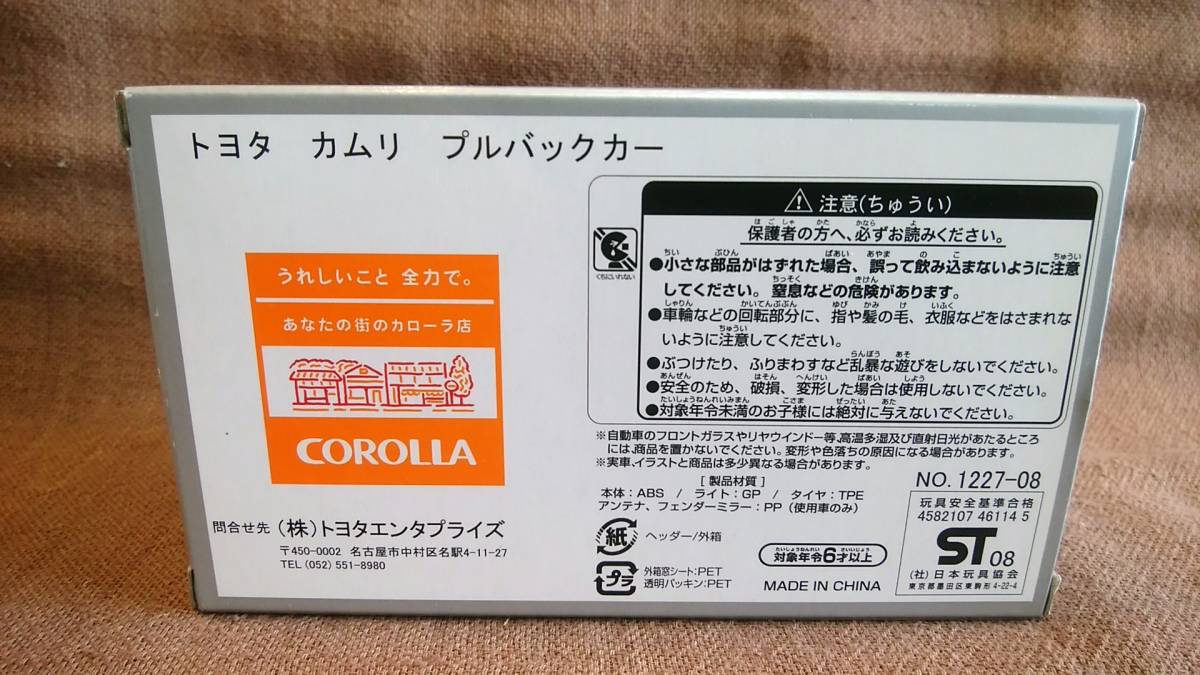 トヨタ　カムリ　プルバックカー
うれしいこと 全力で。
あなたの街のカローラ店
COROLLA
問合せ先 (株)トヨタエンタプライズ
〒450-0002 名古屋市中村区名駅4-11-27
TEL (052) 551-8980
くちにいれない
注意(ちゅうい)
保護者の方へ、必ずお読みください。
●小さな部品がはずれた場合、誤って飲み込まないように注意
してください。窒息などの危険があります。
●車輪などの回転部分に、指や髪の毛、衣服などをはさまれな
いように注意してください。
●ぶつけたり、ふりまわすなど乱暴な遊びをしないでください。
●安全のため、破損、変形した場合は使用しないでください。
●対象年令未満のお子様には絶対に与えないでください。
※自動車のフロントガラスやリヤウインドー等、高温多湿及び直射日光があたるところ
には、商品を置かないでください。変形や色落ちの原因になる場合があります。
※実車、イラストと商品は多少異なる場合があります。
[ 製品材質 ]
本体：ABS / ライト：GP / タイヤ：TPE
アンテナ、フェンダーミラー：PP（使用車のみ）
紙 ヘッダー/外箱
プラ 外箱窓シート：PET
透明パッキン：PET
対象年令6才以上
MADE IN CHINA
NO. 1227-08
玩具安全基準合格
4582107 46114 5
ST 08
(社)日本玩具協会
東京都墨田区東駒形 4-22-4